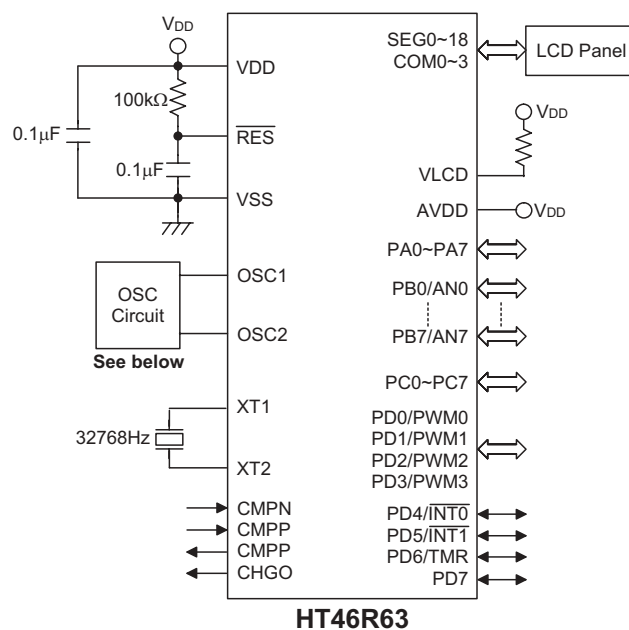 VDD
VDD
100kΩ
0.1μF
RES
0.1μF
VSS
OSC
Circuit
OSC1
OSC2
See below
XT1
32768Hz
XT2
CMPN
CMPP
CMPP
CHGO
SEG0~18
COM0~3
LCD Panel
VDD
VLCD
AVDD
VDD
PA0~PA7
PB0/AN0
PB7/AN7
PC0~PC7
PD0/PWM0
PD1/PWM1
PD2/PWM2
PD3/PWM3
PD4/INT0
PD5/INT1
PD6/TMR
PD7
HT46R63